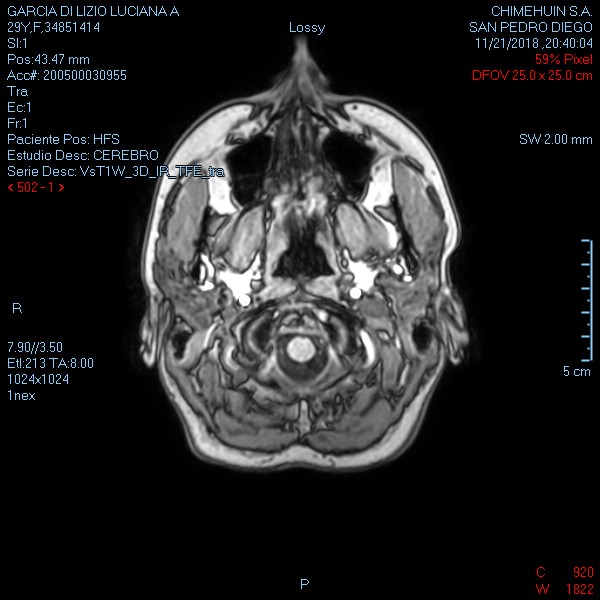 GARCIA DI LIZIO LUCIANA A
29Y,F,34851414
Sl:1
Pos:43.47 mm
Acc#: 200500030955
Tra
Ec:1
Fr:1
Paciente Pos: HFS
Estudio Desc: CEREBRO
Serie Desc: VsT1W_3D_IR_TFE_tra
< 502 - 1 >
Lossy
CHIMEHUIN S.A.
SAN PEDRO DIEGO
11/21/2018 ,20:40:04
59% Pixel
DFOV 25.0 x 25.0 cm
SW 2.00 mm
R
7.90//3.50
Etl:213 TA:8.00
1024x1024
1nex
5 cm
P
C 920
W 1822